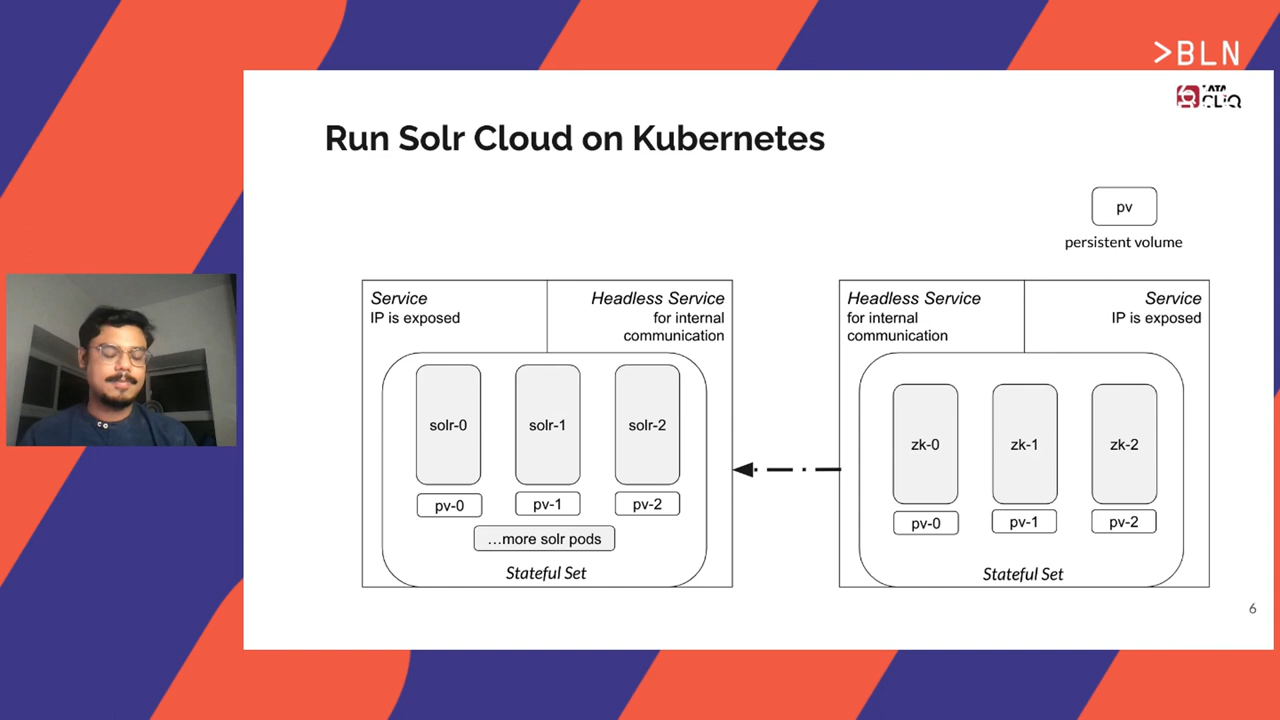 >BLN
TATA
CLiQ
Run Solr Cloud on Kubernetes
pv
persistent volume
Service
IP is exposed
Headless Service
for internal
communication
solr-0
solr-1
solr-2
pv-0
pv-1
pv-2
...more solr pods
Stateful Set
Headless Service
for internal
communication
Service
IP is exposed
zk-0
zk-1
zk-2
pv-0
pv-1
pv-2
Stateful Set
6